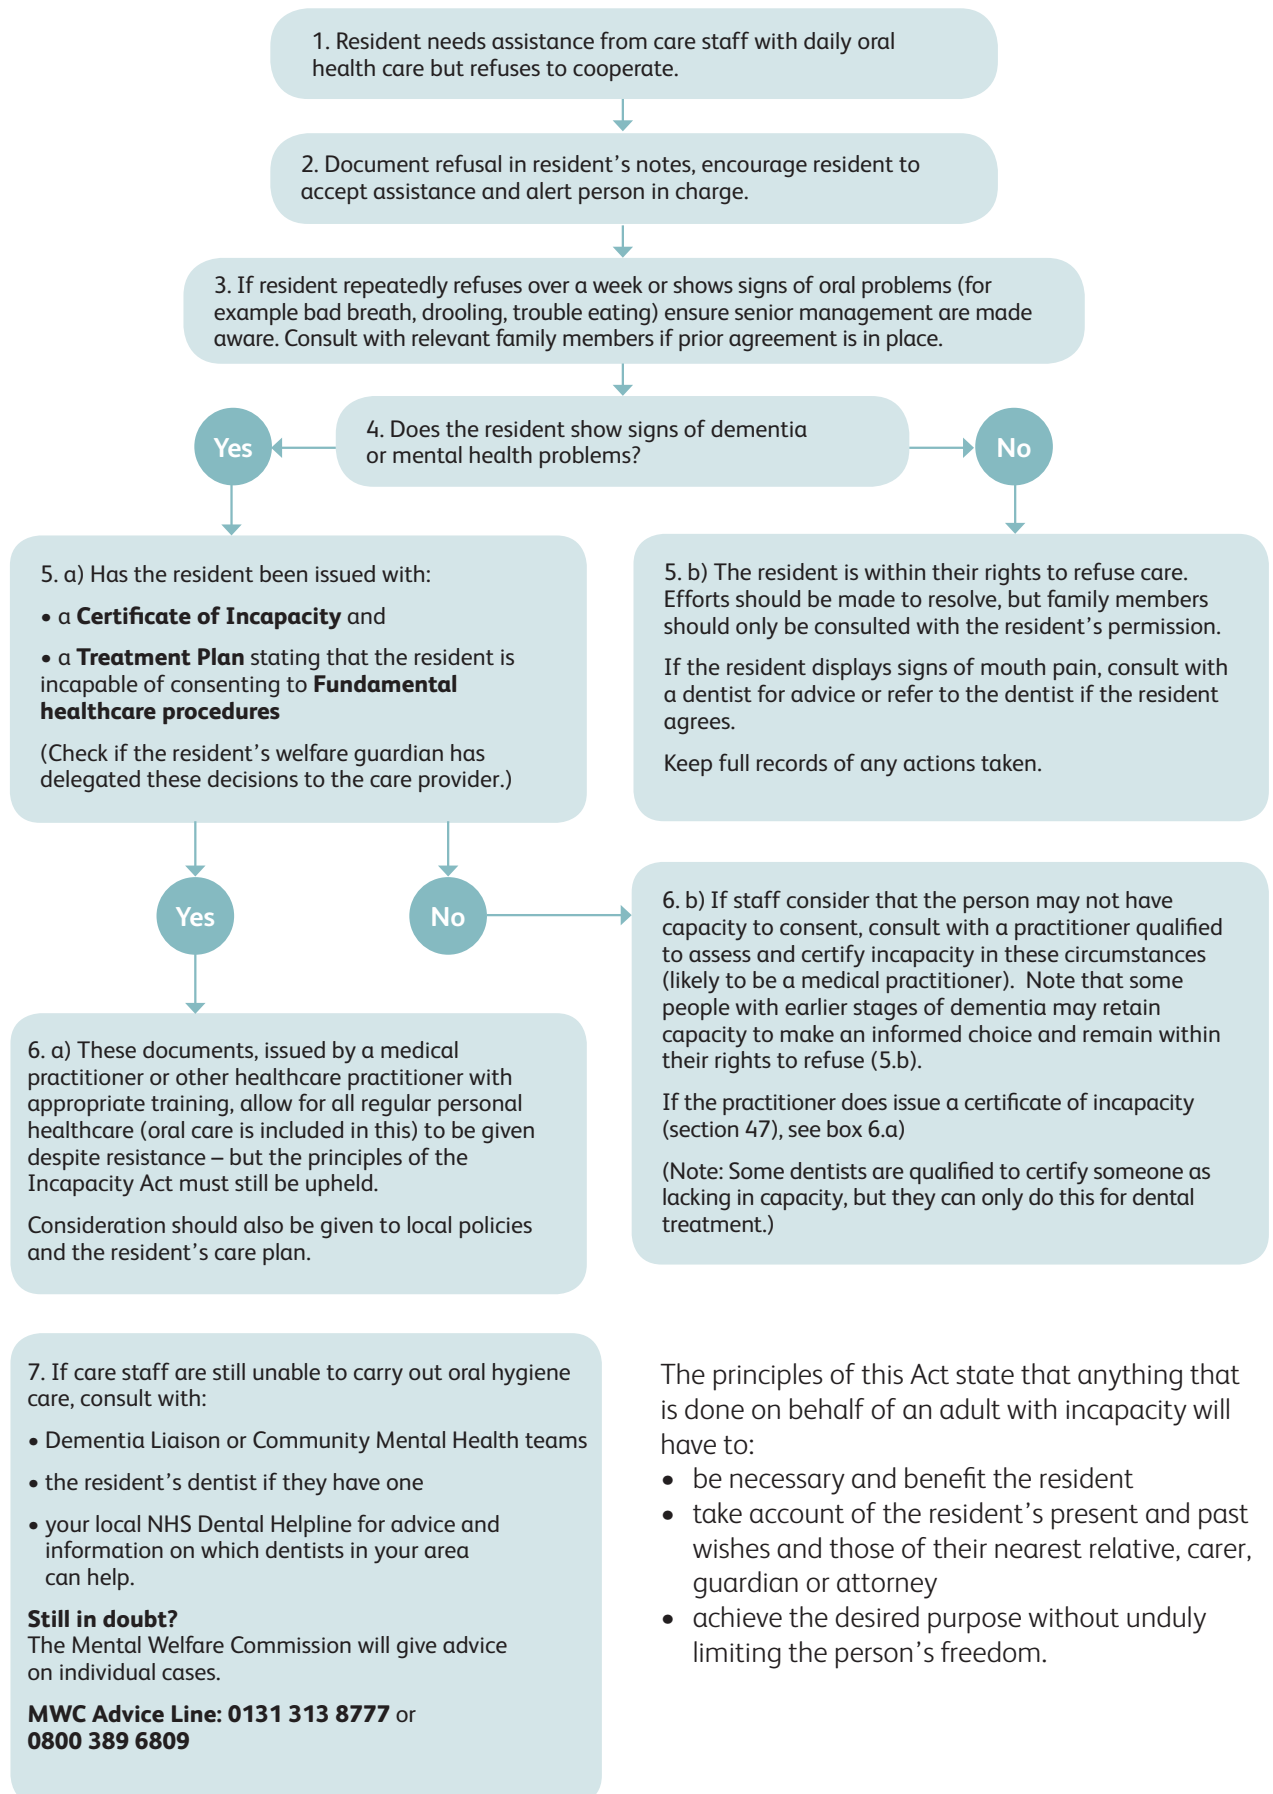 1. Resident needs assistance from care staff with daily oral
health care but refuses to cooperate.
2. Document refusal in resident’s notes, encourage resident to
accept assistance and alert person in charge.
3. If resident repeatedly refuses over a week or shows signs of oral problems (for
example bad breath, drooling, trouble eating) ensure senior management are made
aware. Consult with relevant family members if prior agreement is in place.
4. Does the resident show signs of dementia
or mental health problems?
Yes
No
5. a) Has the resident been issued with:
• a Certificate of Incapacity and
• a Treatment Plan stating that the resident is
incapable of consenting to Fundamental
healthcare procedures
(Check if the resident’s welfare guardian has
delegated these decisions to the care provider.)
5. b) The resident is within their rights to refuse care.
Efforts should be made to resolve, but family members
should only be consulted with the resident’s permission.
If the resident displays signs of mouth pain, consult with
a dentist for advice or refer to the dentist if the resident
agrees.
Keep full records of any actions taken.
Yes
No
6. a) These documents, issued by a medical
practitioner or other healthcare practitioner with
appropriate training, allow for all regular personal
healthcare (oral care is included in this) to be given
despite resistance – but the principles of the
Incapacity Act must still be upheld.
Consideration should also be given to local policies
and the resident’s care plan.
6. b) If staff consider that the person may not have
capacity to consent, consult with a practitioner qualified
to assess and certify incapacity in these circumstances
(likely to be a medical practitioner).  Note that some
people with earlier stages of dementia may retain
capacity to make an informed choice and remain within
their rights to refuse (5.b).
If the practitioner does issue a certificate of incapacity
(section 47), see box 6.a)
(Note: Some dentists are qualified to certify someone as
lacking in capacity, but they can only do this for dental
treatment.)
7. If care staff are still unable to carry out oral hygiene
care, consult with:
• Dementia Liaison or Community Mental Health teams
• the resident’s dentist if they have one
• your local NHS Dental Helpline for advice and
information on which dentists in your area
can help.
Still in doubt?
The Mental Welfare Commission will give advice
on individual cases.
MWC Advice Line: 0131 313 8777 or
0800 389 6809
The principles of this Act state that anything that
is done on behalf of an adult with incapacity will
have to:
• be necessary and benefit the resident
• take account of the resident’s present and past
wishes and those of their nearest relative, carer,
guardian or attorney
• achieve the desired purpose without unduly
limiting the person’s freedom.